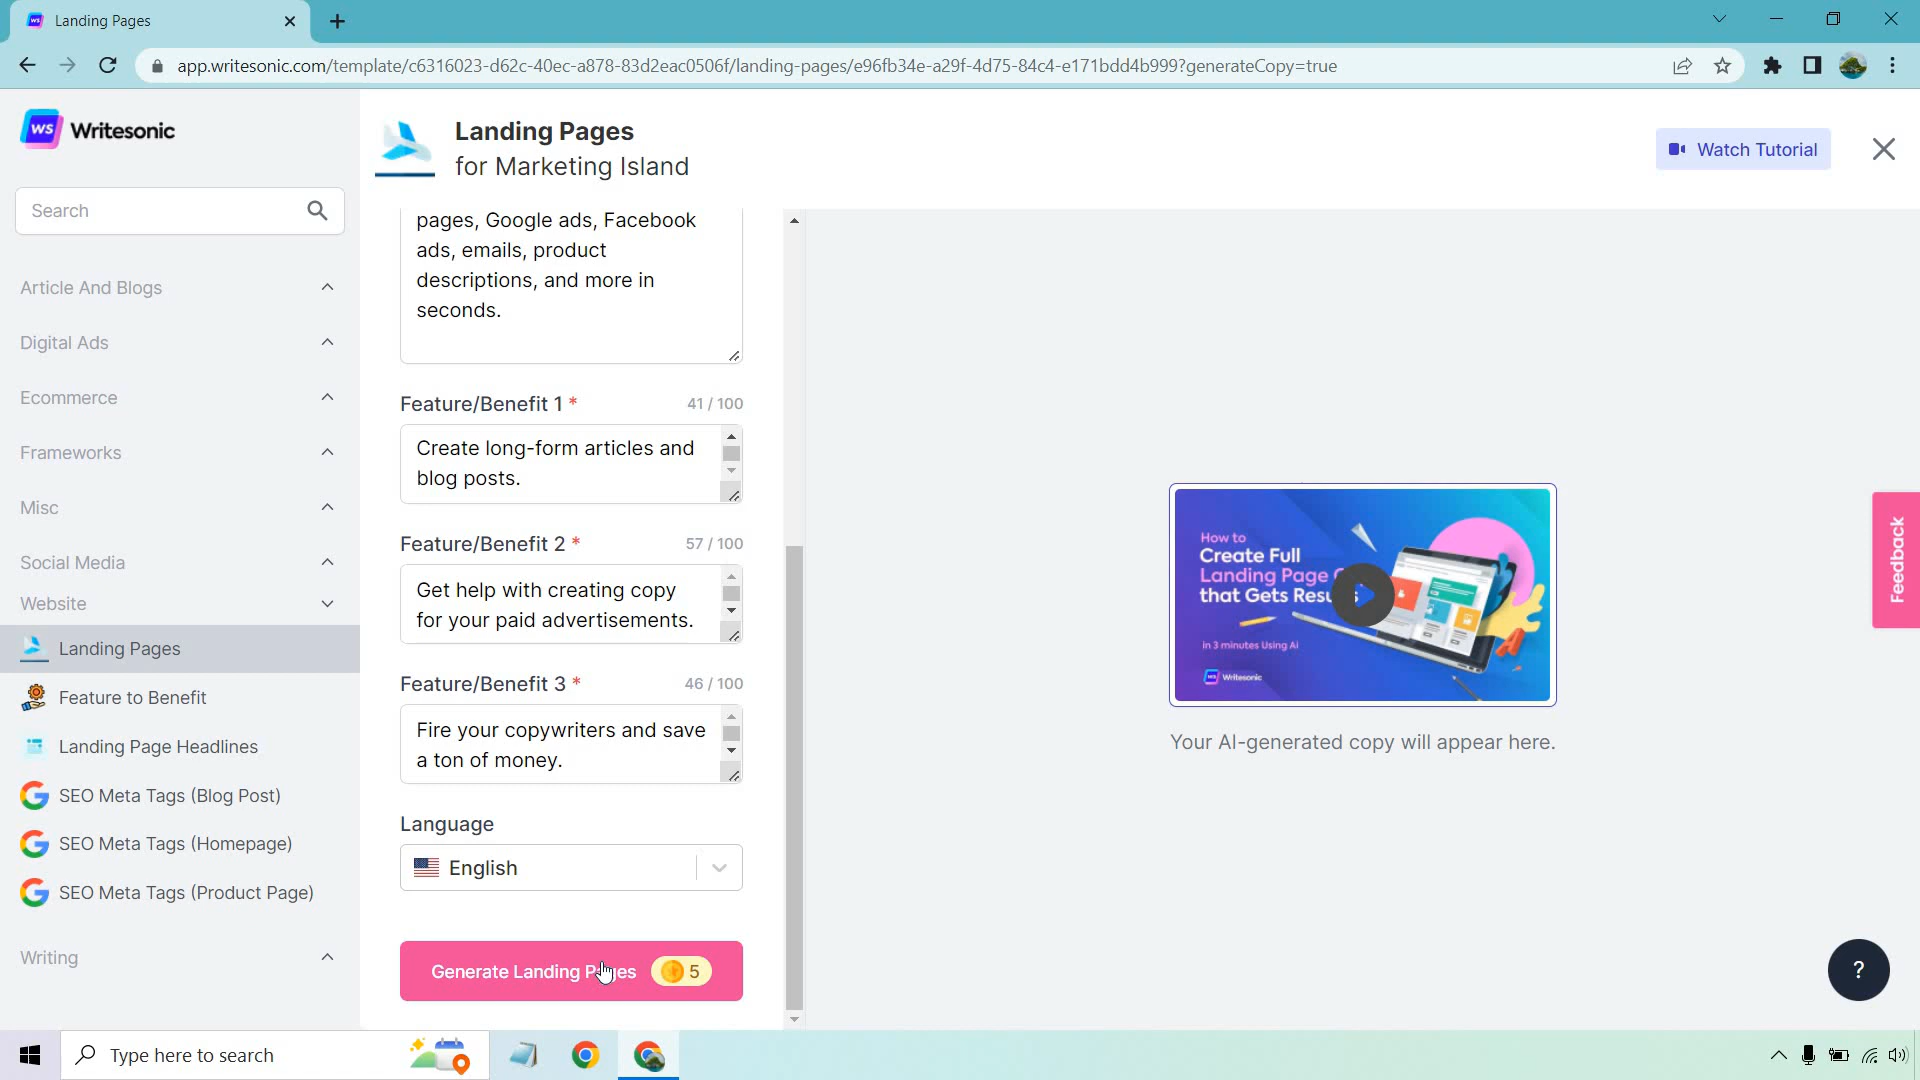 Landing Pages
app.writesonic.com/template/c6316023-d62c-40ec-a878-83d2eac0506f/landing-pages/e96fb34e-a29f-4d75-84c4-e171bdd4b999?generateCopy=true
WS Writesonic
Landing Pages
for Marketing Island
Watch Tutorial
Search
Article And Blogs
Digital Ads
Ecommerce
Frameworks
Misc
Social Media
Website
Landing Pages
Feature to Benefit
Landing Page Headlines
SEO Meta Tags (Blog Post)
SEO Meta Tags (Homepage)
SEO Meta Tags (Product Page)
Writing
pages, Google ads, Facebook
ads, emails, product
descriptions, and more in
seconds.
Feature/Benefit 1 * 41 / 100
Create long-form articles and
blog posts.
Feature/Benefit 2 * 57 / 100
Get help with creating copy
for your paid advertisements.
Feature/Benefit 3 * 46 / 100
Fire your copywriters and save
a ton of money.
Language
English
Generate Landing Pages 5
How to
Create Full
Landing Page
that Gets
in 3 minutes Using Ai
WS Writesonic
Your AI-generated copy will appear here.
Feedback
?
Type here to search